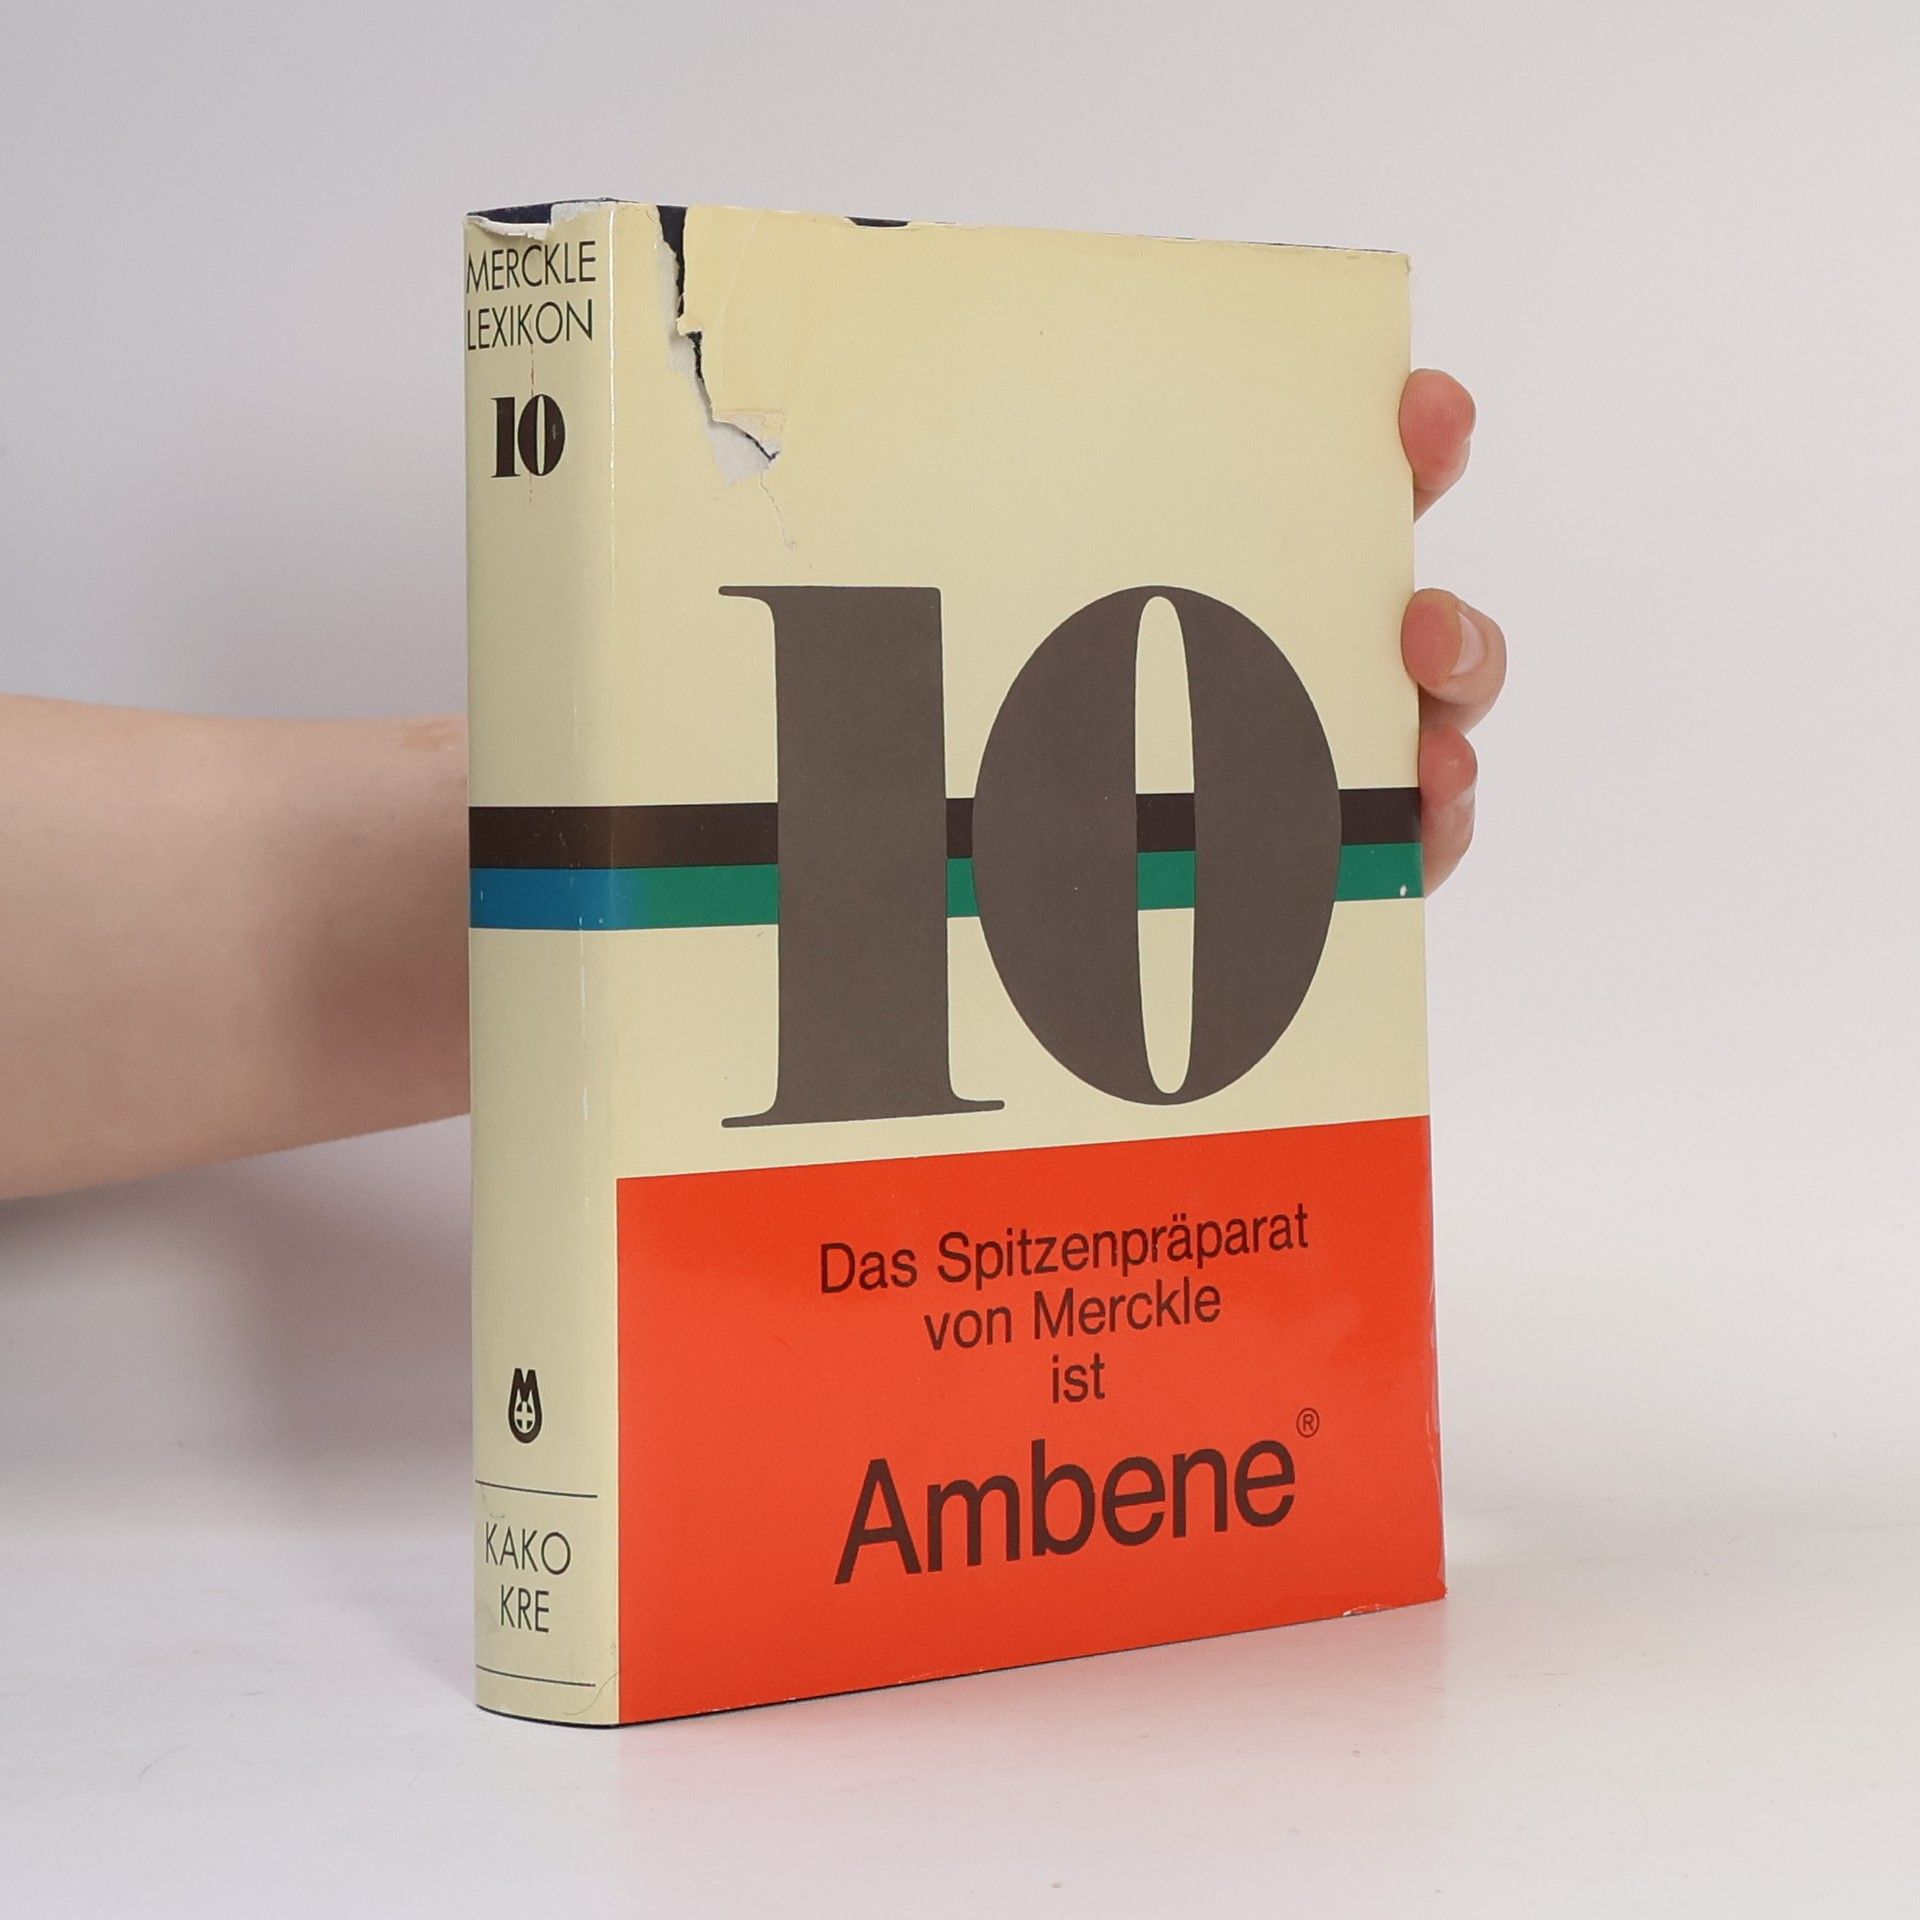 MERCKLE
LEXIKON
10
KAKO
KRE
10
Das Spitzenpräparat
von Merckle
ist
Ambene®